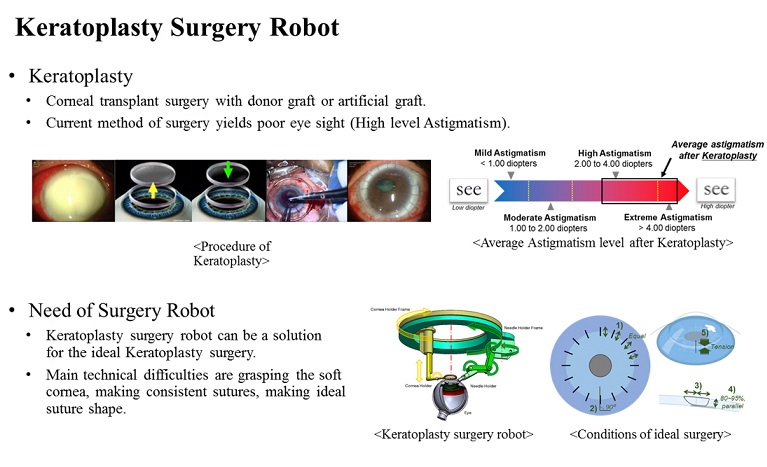 Keratoplasty Surgery Robot
• Keratoplasty
• Corneal transplant surgery with donor graft or artificial graft.
• Current method of surgery yields poor eye sight (High level Astigmatism).
Average astigmatism
after Keratoplasty
Mild Astigmatism
< 1.00 diopters
High Astigmatism
2.00 to 4.00 diopters
see
Low diopter
see
High diopter
Moderate Astigmatism
1.00 to 2.00 diopters
Extreme Astigmatism
> 4.00 diopters
<Procedure of
Keratoplasty>
<Average Astigmatism level after Keratoplasty>
• Need of Surgery Robot
• Keratoplasty surgery robot can be a solution
for the ideal Keratoplasty surgery.
• Main technical difficulties are grasping the soft
cornea, making consistent sutures, making ideal
suture shape.
Cornea Holder Frame
Needle Holder Frame
Cornea Holder
Needle Holder
Eye
<Keratoplasty surgery robot>
1)
Equal
2)
90°
5)
Tension
3)
4)
80~95%,
parallel
<Conditions of ideal surgery>